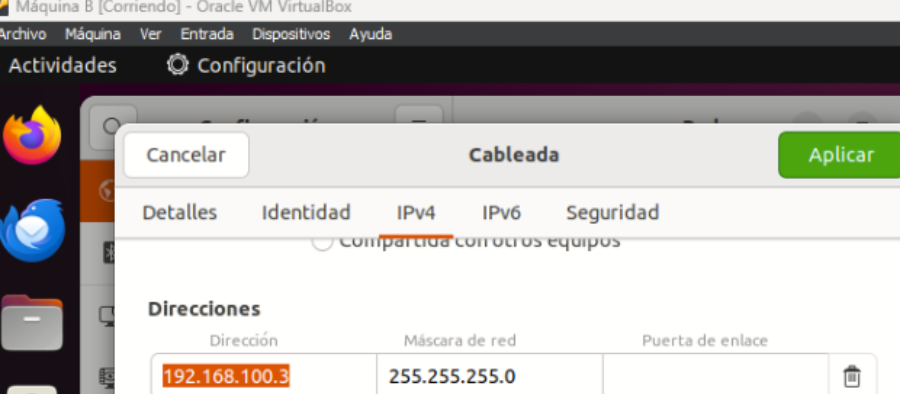 Máquina B [Corriendo] - Oracle VM VirtualBox
Archivo Máquina Ver Entrada Dispositivos Ayuda
Actividades Configuración
Cancelar Cableada Aplicar
Detalles Identidad IPv4 IPv6 Seguridad
Compartida con otros equipos
Direcciones
Dirección Máscara de red Puerta de enlace
192.168.100.3 255.255.255.0